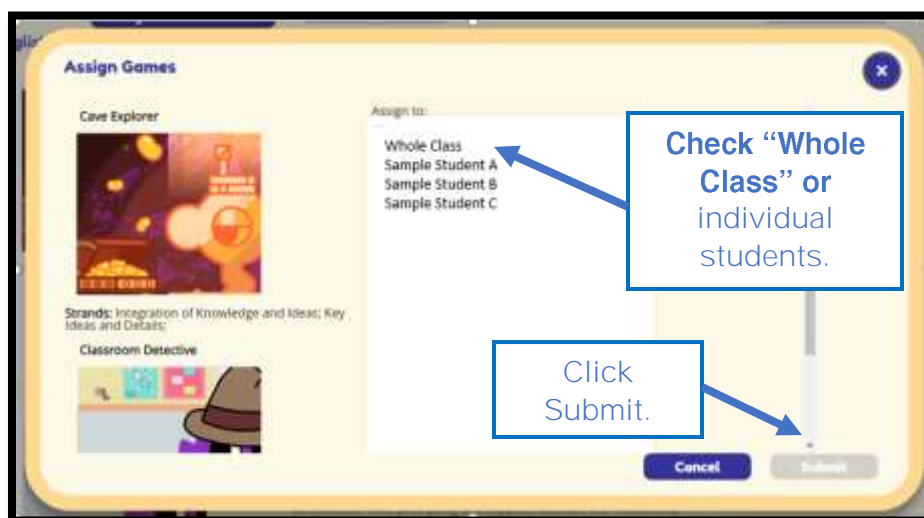 Assign Games
x
Cave Explorer
Assign to:
Whole Class
Sample Student A
Sample Student B
Sample Student C
Check “Whole
Class” or
individual
students.
Strands: Integration of Knowledge and Ideas; Key
Ideas and Details;
Classroom Detective
Click
Submit.
Cancel
Submit